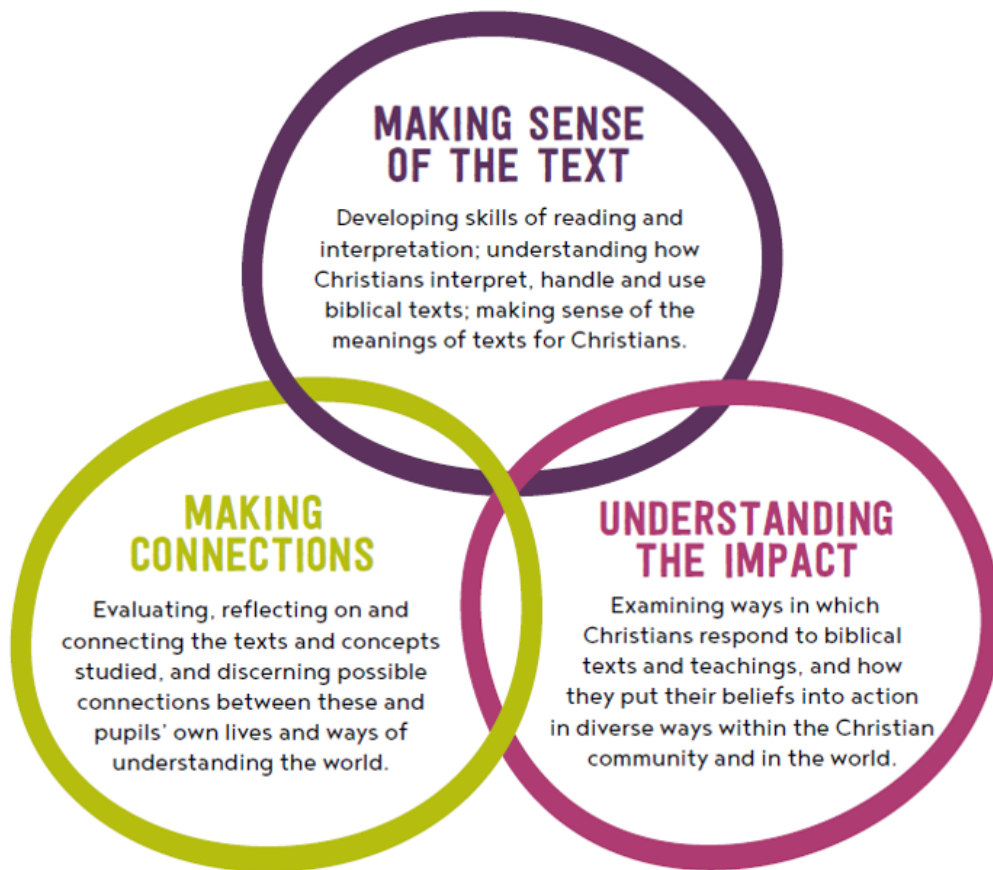 MAKING SENSE
OF THE TEXT
Developing skills of reading and
interpretation; understanding how
Christians interpret, handle and use
biblical texts; making sense of the
meanings of texts for Christians.
MAKING
CONNECTIONS
Evaluating, reflecting on and
connecting the texts and concepts
studied, and discerning possible
connections between these and
pupils' own lives and ways of
understanding the world.
UNDERSTANDING
THE IMPACT
Examining ways in which
Christians respond to biblical
texts and teachings, and how
they put their beliefs into action
in diverse ways within the Christian
community and in the world.